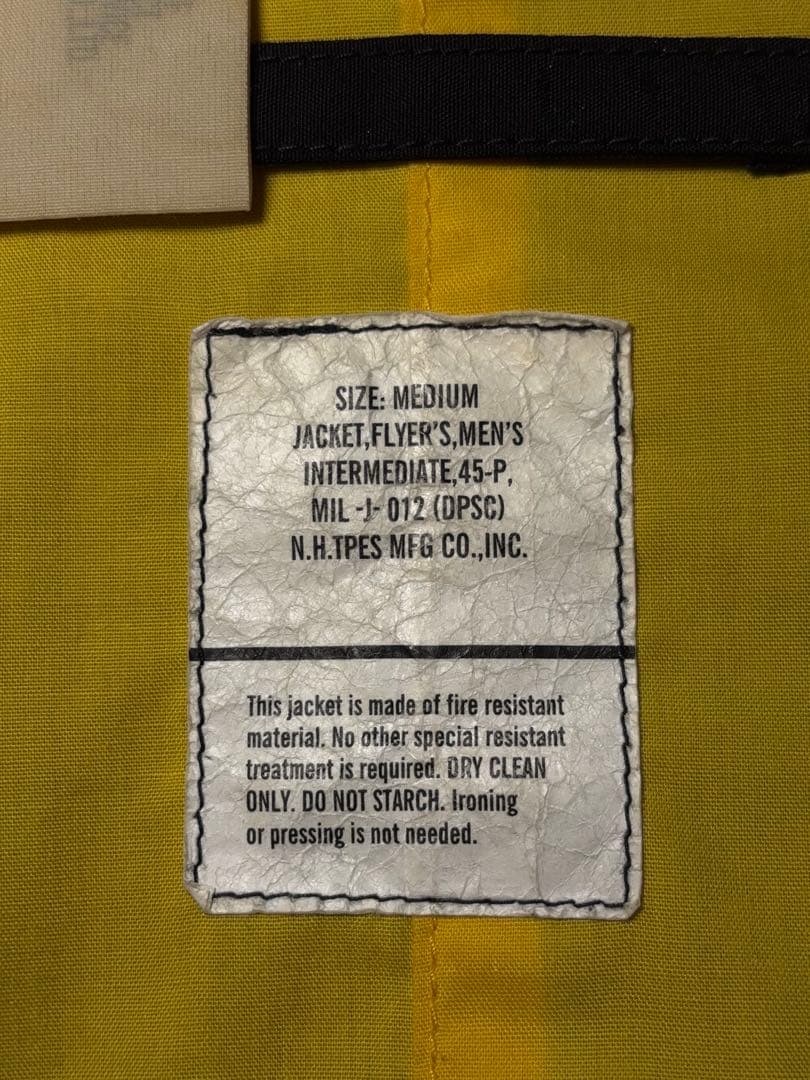 SIZE: MEDIUM
JACKET,FLYER'S,MEN'S
INTERMEDIATE,45-P,
MIL -J- 012 (DPSC)
N.H.TPES MFG CO.,INC.
This jacket is made of fire resistant
material. No other special resistant
treatment is required. DRY CLEAN
ONLY. DO NOT STARCH. Ironing
or pressing is not needed.